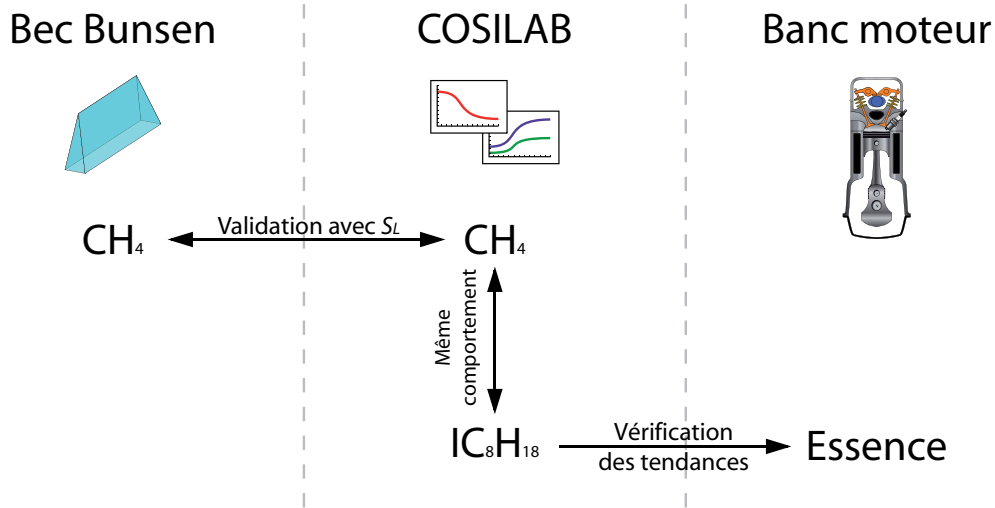 Bec Bunsen
COSILAB
Banc moteur
CH₄
Validation avec SL
CH₄
Même
comportement
IC₈H₁₈
Vérification
des tendances
Essence